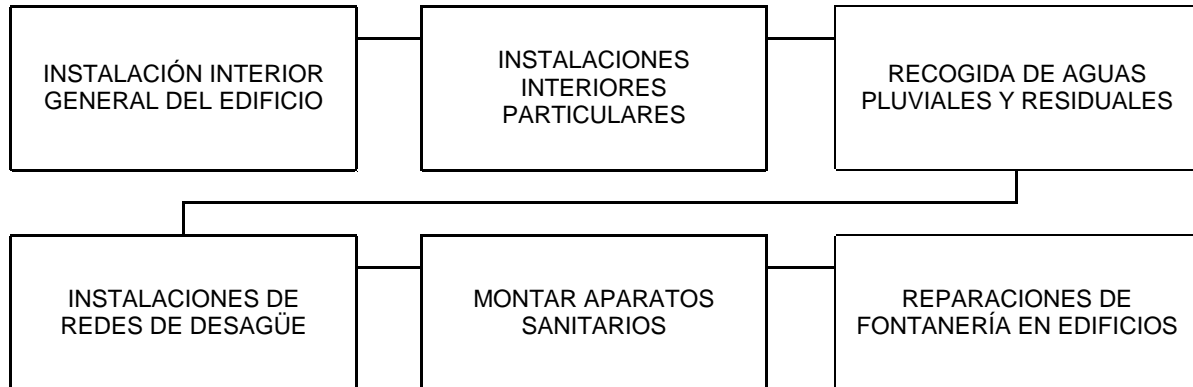 INSTALACIÓN INTERIOR
GENERAL DEL EDIFICIO
INSTALACIONES
INTERIORES
PARTICULARES
RECOGIDA DE AGUAS
PLUVIALES Y RESIDUALES
INSTALACIONES DE
REDES DE DESAGÜE
MONTAR APARATOS
SANITARIOS
REPARACIONES DE
FONTANERÍA EN EDIFICIOS